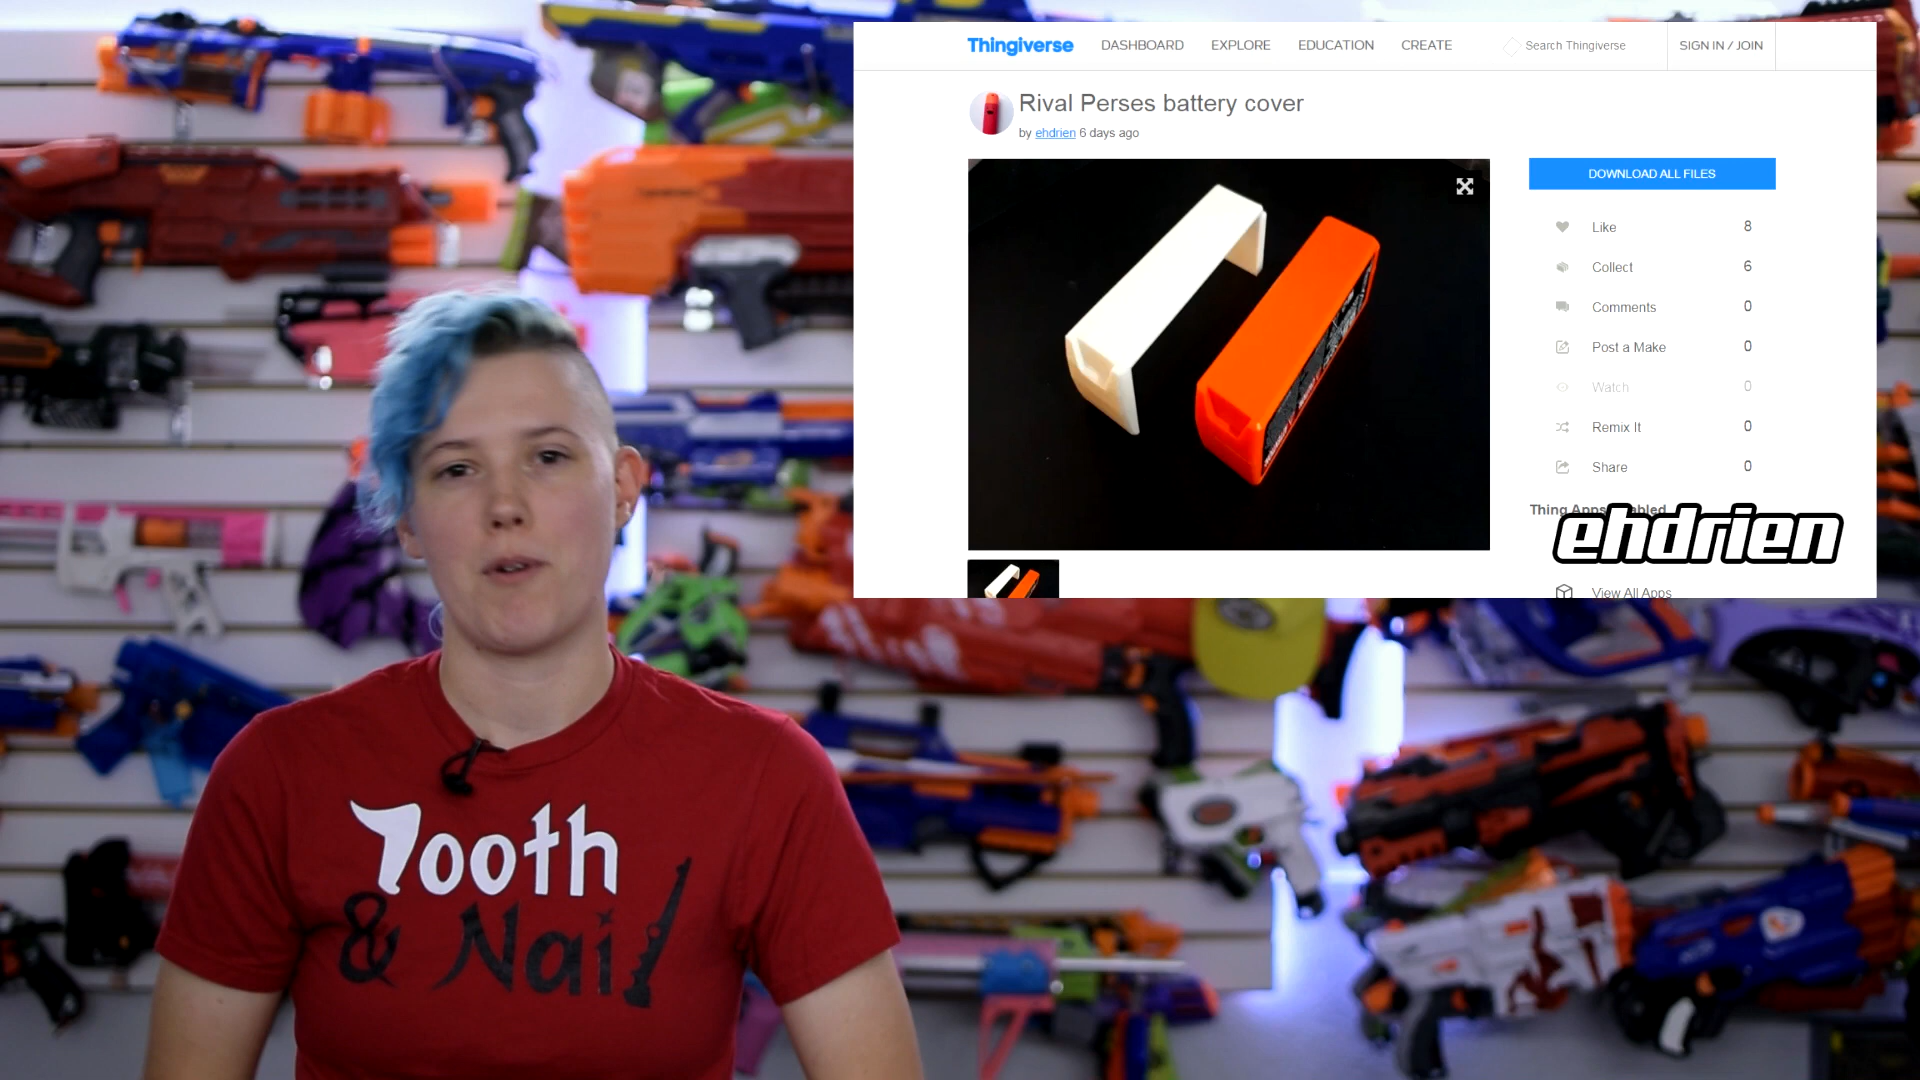 Thingiverse DASHBOARD EXPLORE EDUCATION CREATE Search Thingiverse SIGN IN / JOIN
Rival Perses battery cover
by ehdrien 6 days ago
DOWNLOAD ALL FILES
Like 8
Collect 6
Comments 0
Post a Make 0
Watch 0
Remix It 0
Share 0
Thing Apps
ehdrien
View All Apps
Tooth
& Nail